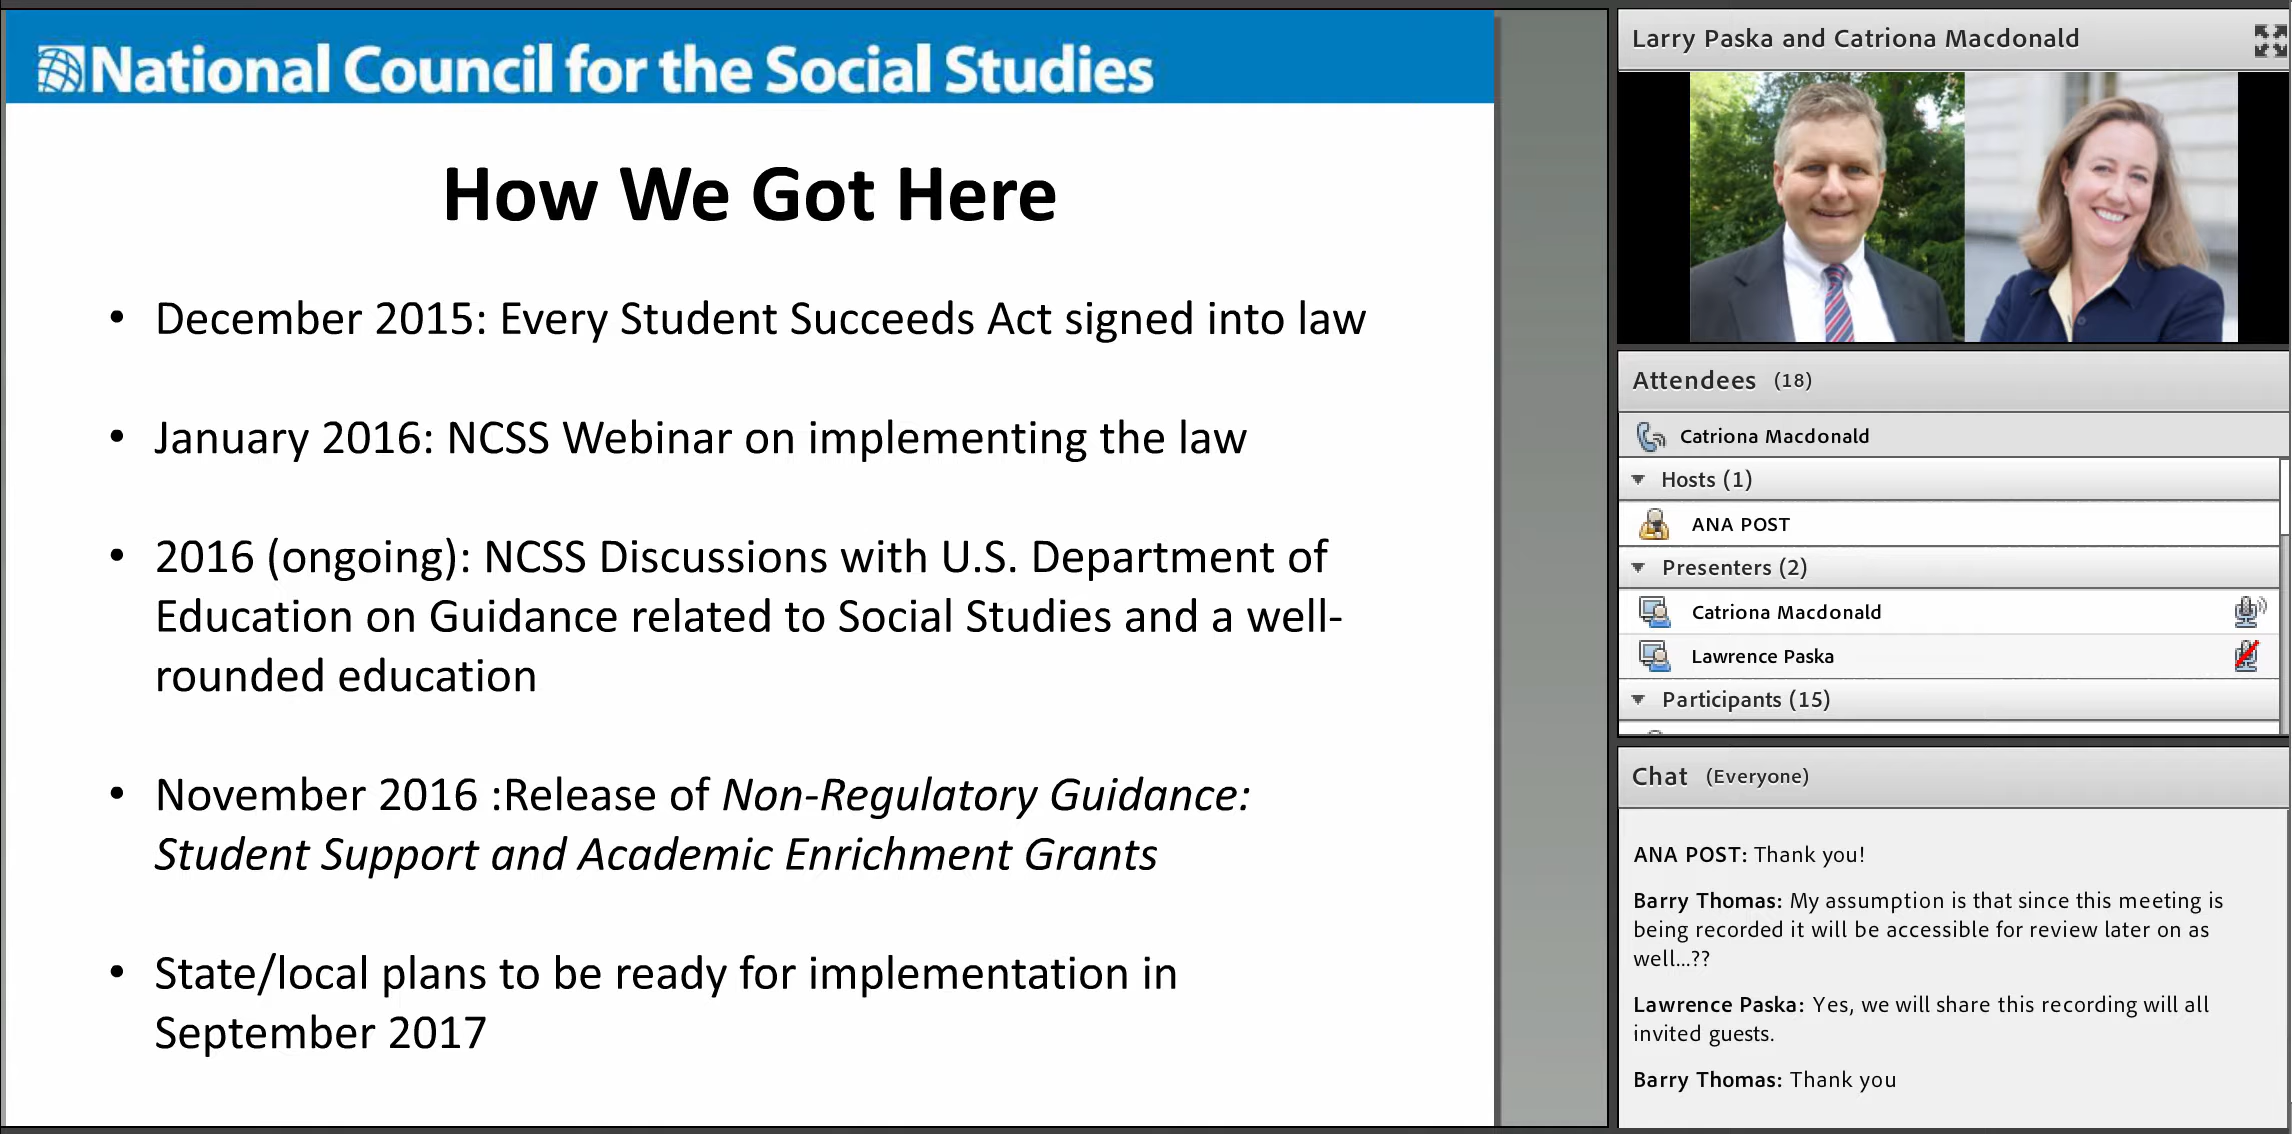 National Council for the Social Studies
How We Got Here
• December 2015: Every Student Succeeds Act signed into law
• January 2016: NCSS Webinar on implementing the law
• 2016 (ongoing): NCSS Discussions with U.S. Department of
Education on Guidance related to Social Studies and a well-
rounded education
• November 2016 :Release of Non-Regulatory Guidance:
Student Support and Academic Enrichment Grants
• State/local plans to be ready for implementation in
September 2017
Larry Paska and Catriona Macdonald
Attendees (18)
Catriona Macdonald
Hosts (1)
ANA POST
Presenters (2)
Catriona Macdonald
Lawrence Paska
Participants (15)
Chat (Everyone)
ANA POST: Thank you!
Barry Thomas: My assumption is that since this meeting is
being recorded it will be accessible for review later on as
well...??
Lawrence Paska: Yes, we will share this recording will all
invited guests.
Barry Thomas: Thank you